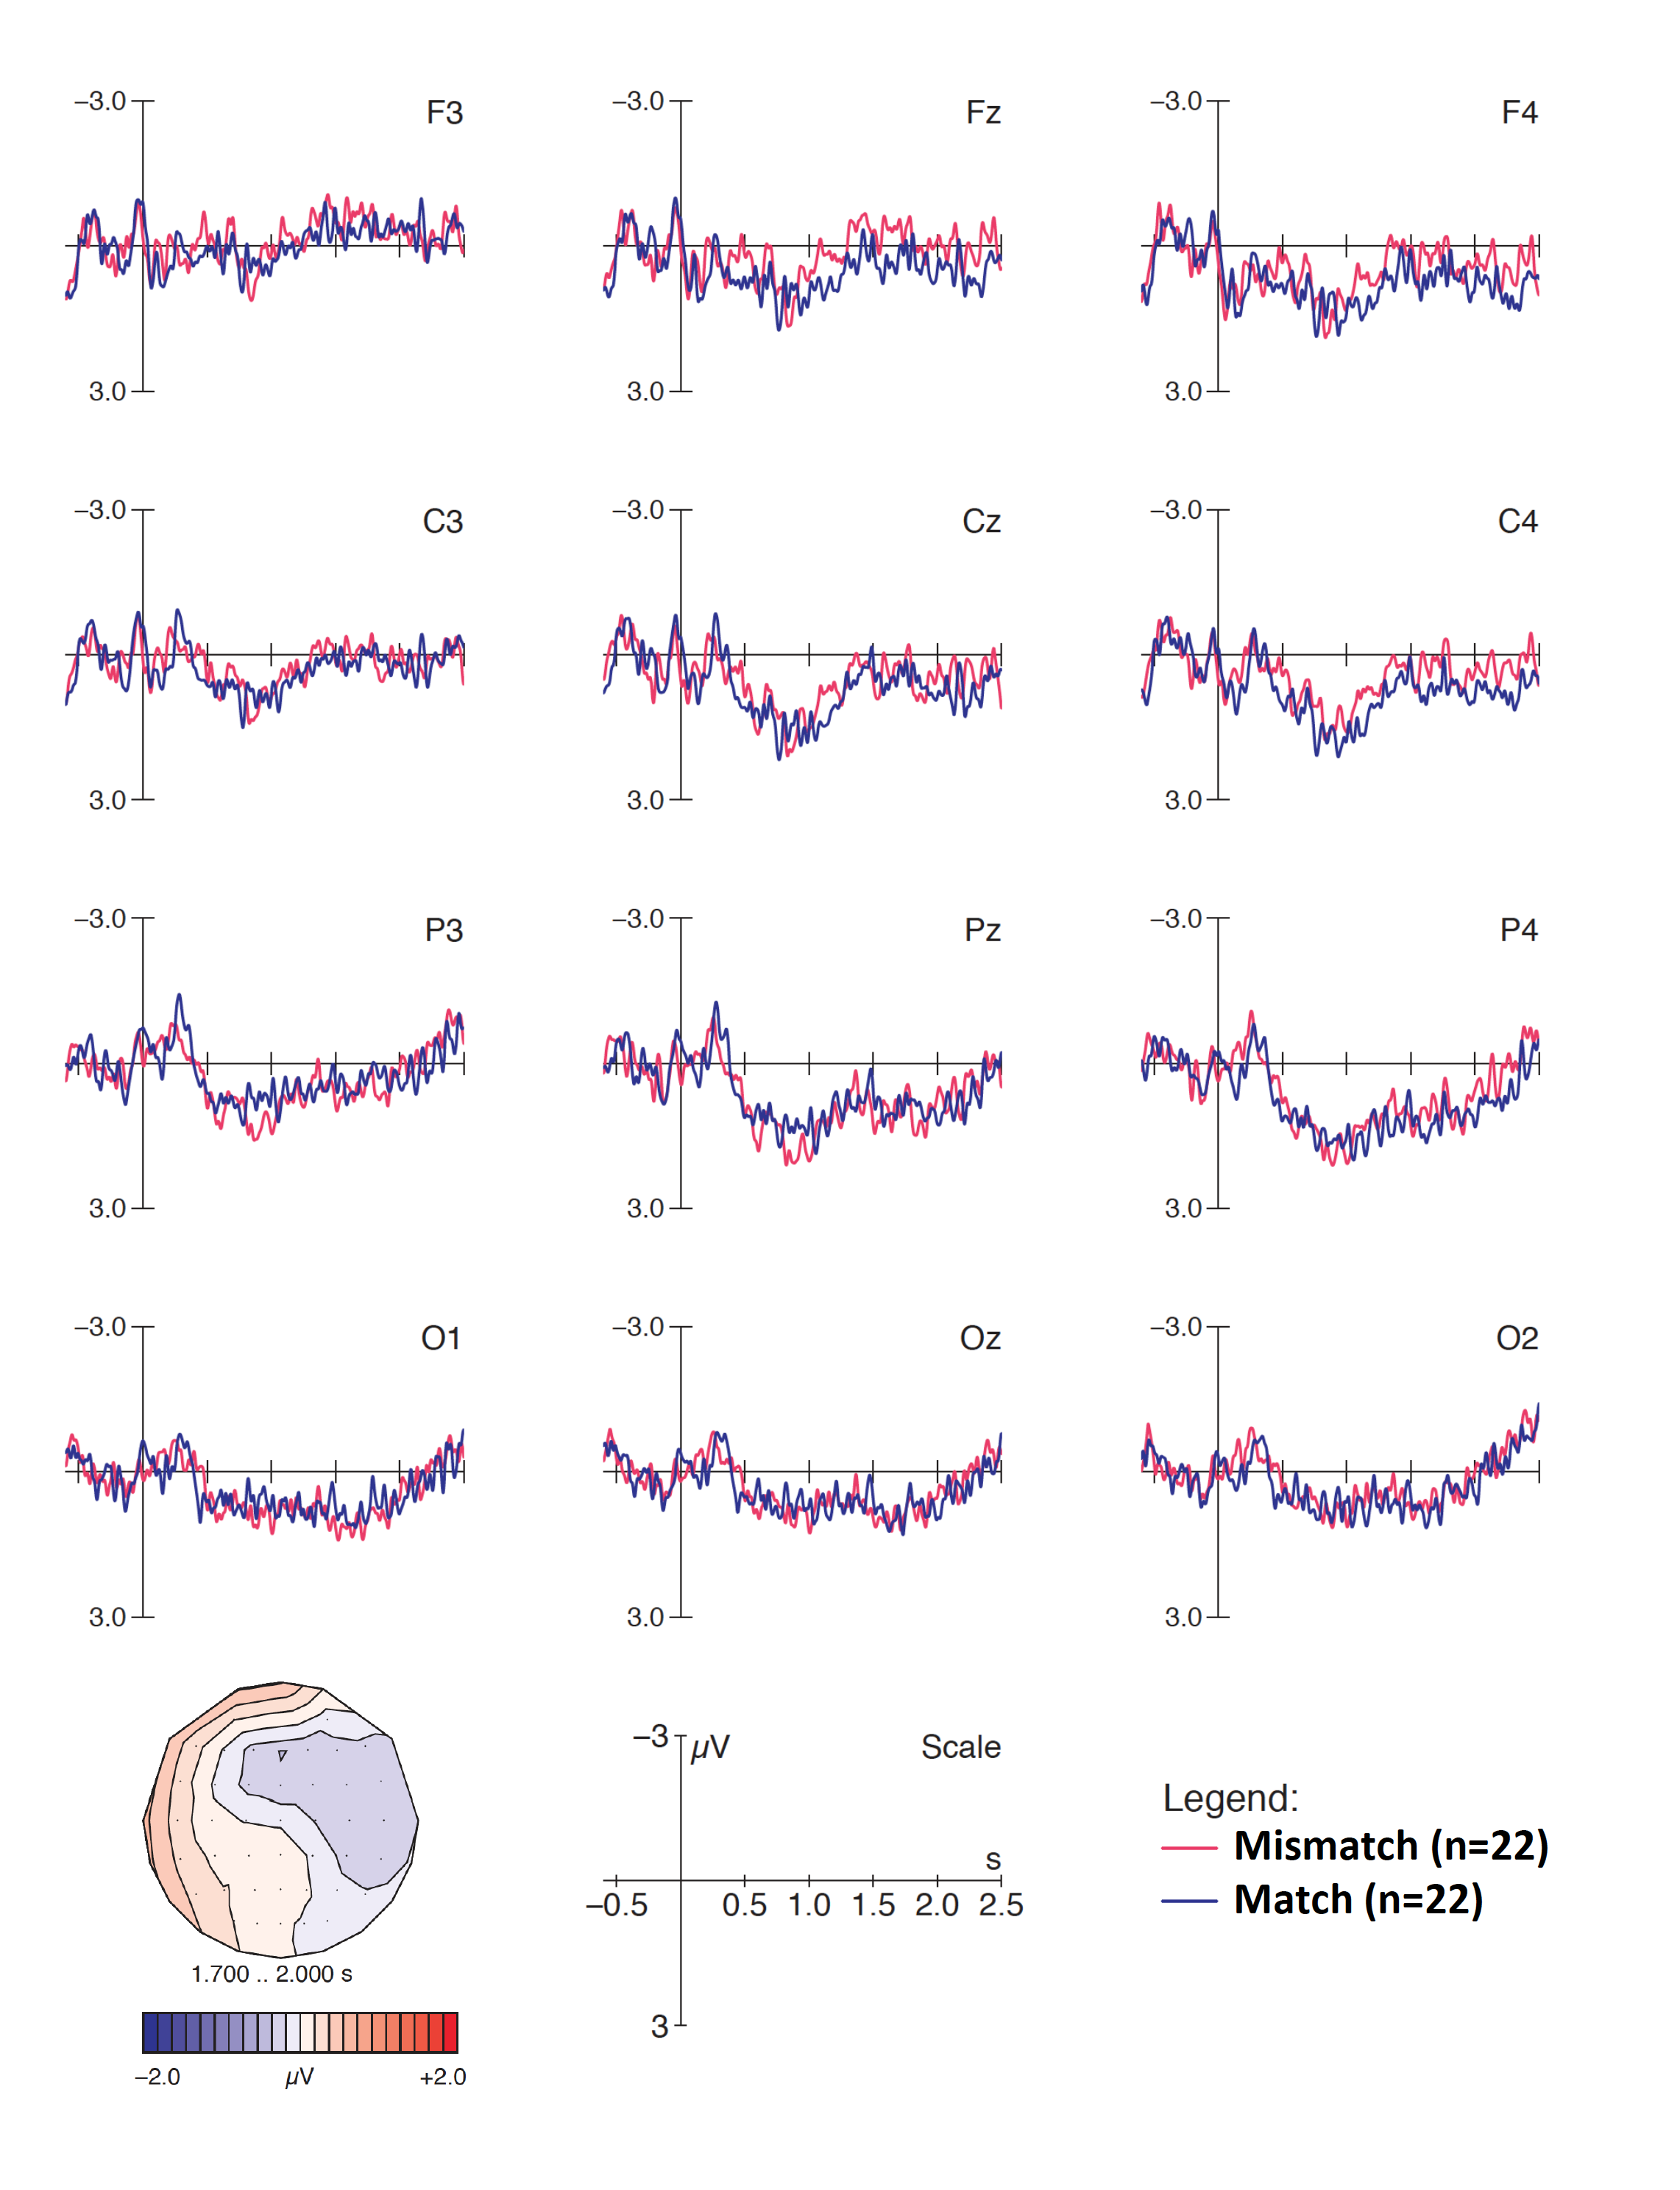 −3.0 F3
3.0
−3.0 Fz
3.0
−3.0 F4
3.0
−3.0 C3
3.0
−3.0 Cz
3.0
−3.0 C4
3.0
−3.0 P3
3.0
−3.0 Pz
3.0
−3.0 P4
3.0
−3.0 O1
3.0
−3.0 Oz
3.0
−3.0 O2
3.0
1.700 .. 2.000 s
−2.0 µV +2.0
−3 µV Scale
s
−0.5 0.5 1.0 1.5 2.0 2.5
3
Legend:
Mismatch (n=22)
Match (n=22)